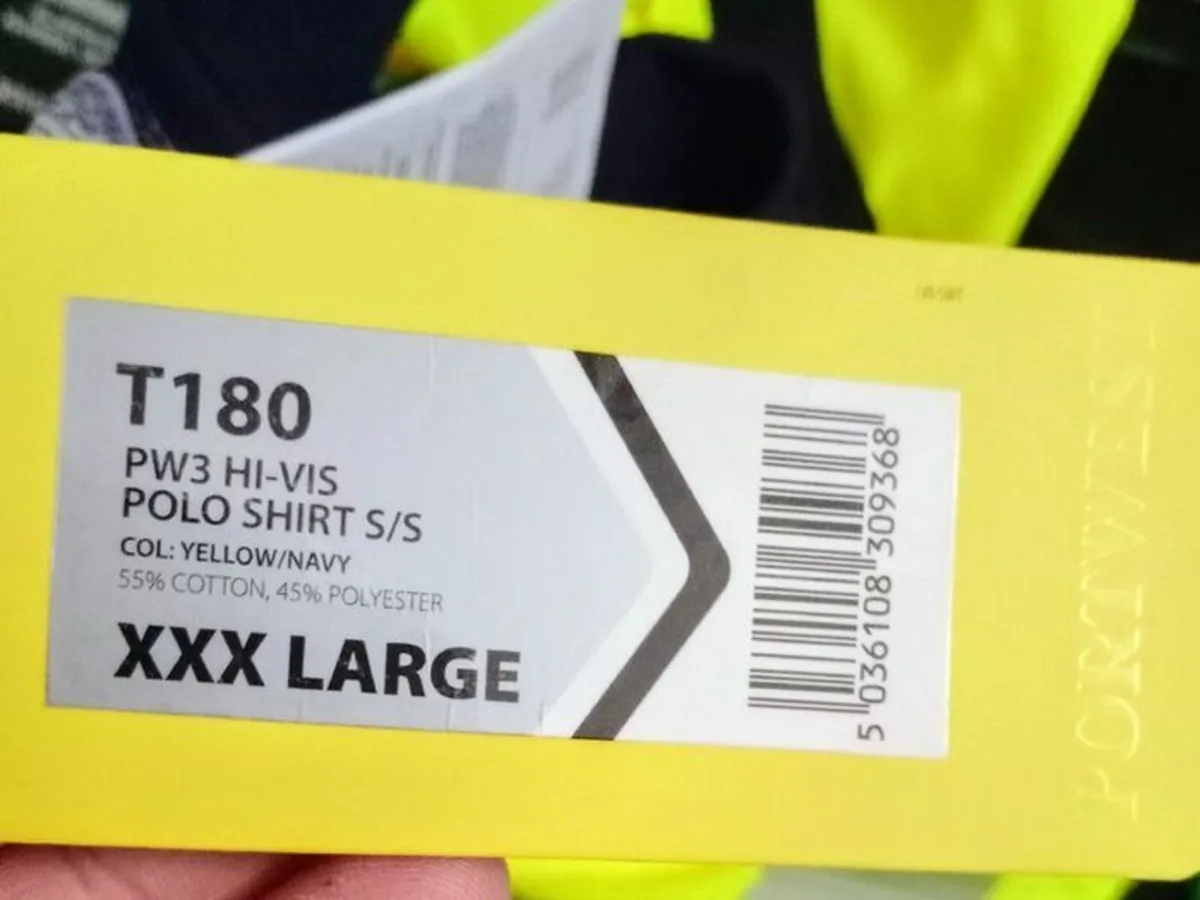 T180
PW3 HI-VIS
POLO SHIRT S/S
COL: YELLOW/NAVY
55% COTTON, 45% POLYESTER
XXX LARGE
5 036108 309368
PORTWEST